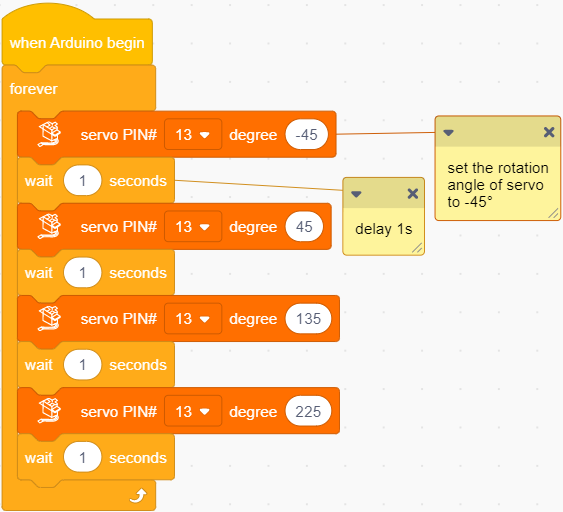 when Arduino begin
forever
servo PIN# 13 degree -45
set the rotation
angle of servo
to -45°
wait 1 seconds
delay 1s
servo PIN# 13 degree 45
wait 1 seconds
servo PIN# 13 degree 135
wait 1 seconds
servo PIN# 13 degree 225
wait 1 seconds